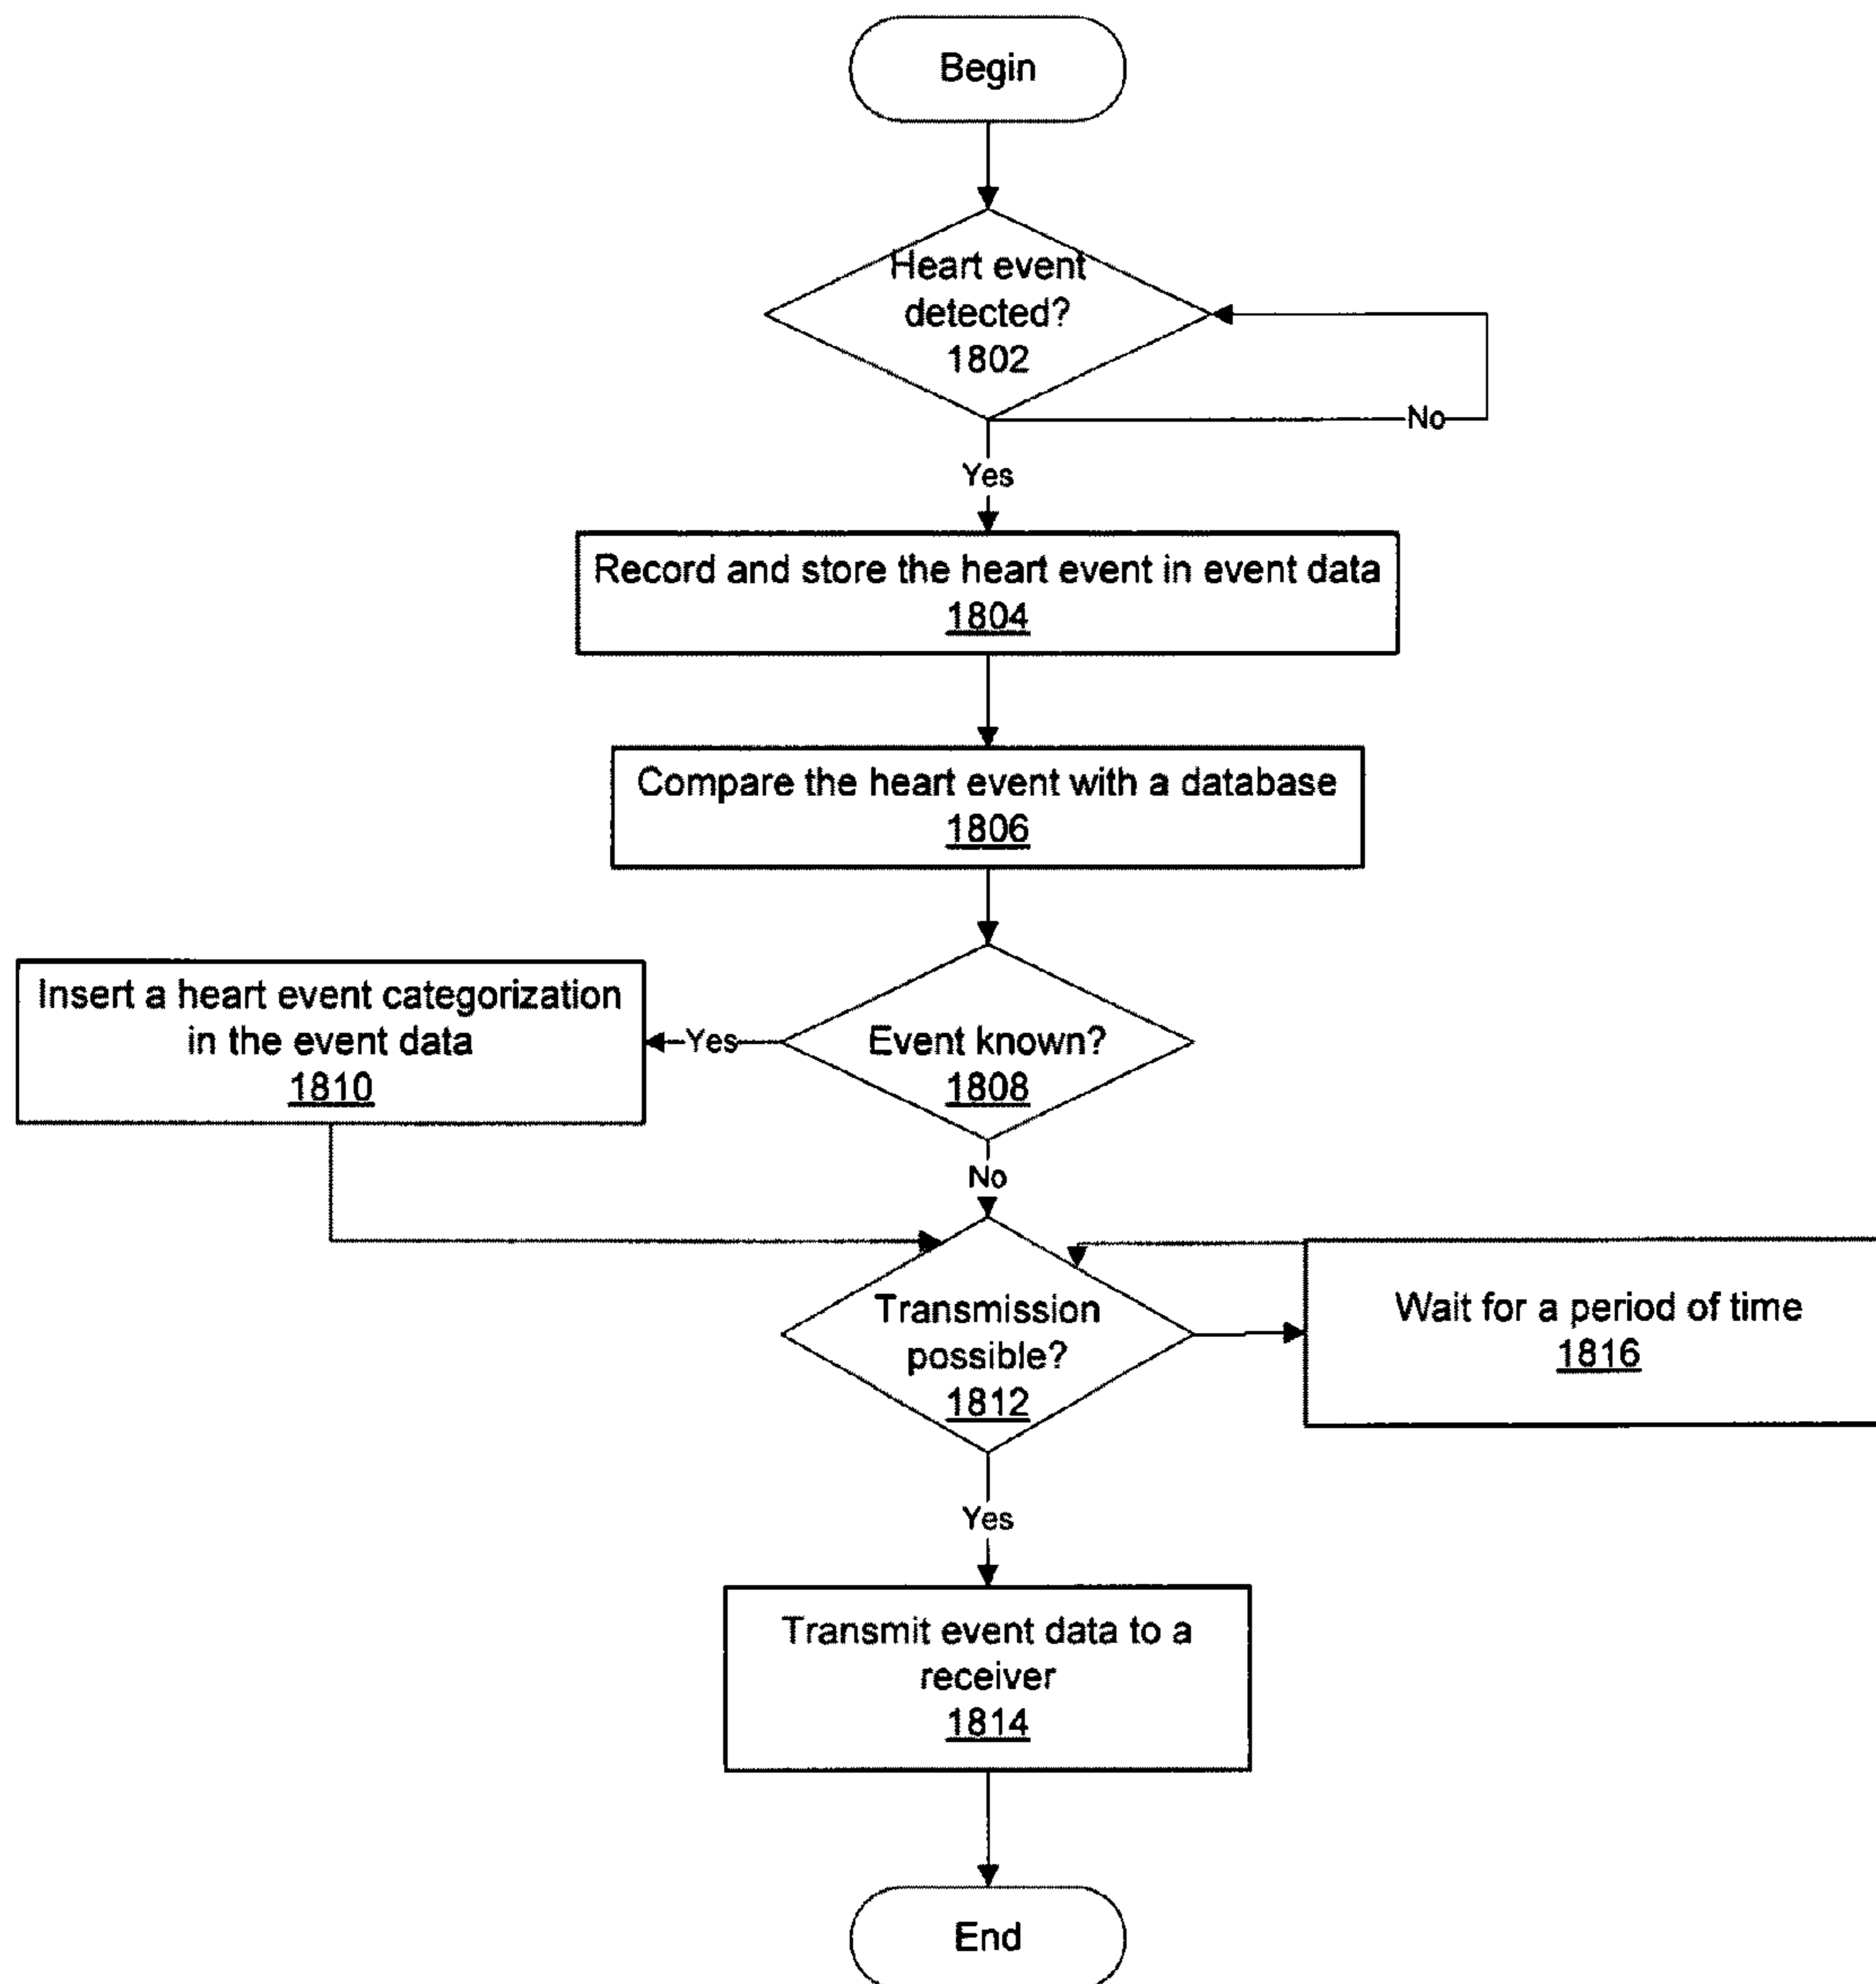 Begin
Heart event
detected?
1802
No
Yes
Record and store the heart event in event data
1804
Compare the heart event with a database
1806
Insert a heart event categorization
in the event data
1810
Yes
Event known?
1808
No
Transmission
possible?
1812
Wait for a period of time
1816
Yes
Transmit event data to a
receiver
1814
End